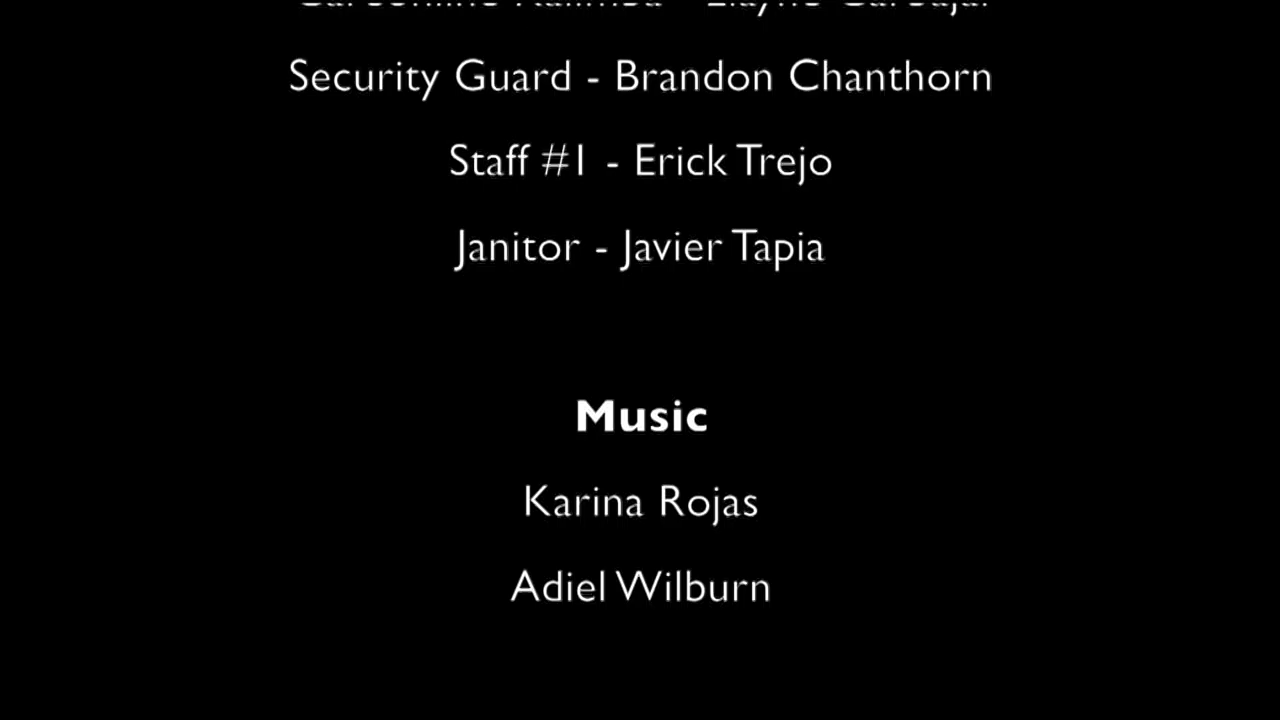 Security Guard - Brandon Chanthorn
Staff #1 - Erick Trejo
Janitor - Javier Tapia
Music
Karina Rojas
Adiel Wilburn